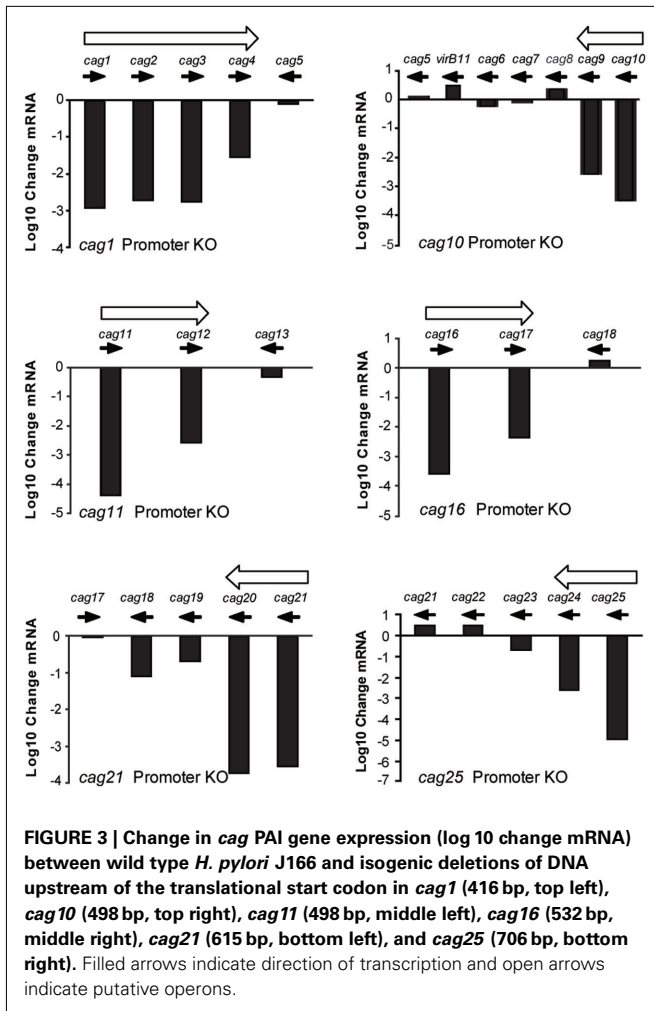 cag1 cag2 cag3 cag4 cag5
0
-1
-2
-3
-4
Log10 Change mRNA
cag1 Promoter KO
cag5 virB11 cag6 cag7 cag8 cag9 cag10
1
0
-1
-2
-3
-4
-5
Log10 Change mRNA
cag10 Promoter KO
cag11 cag12 cag13
0
-1
-2
-3
-4
-5
Log10 Change mRNA
cag11 Promoter KO
cag16 cag17 cag18
1
0
-1
-2
-3
-4
-5
Log10 Change mRNA
cag16 Promoter KO
cag17 cag18 cag19 cag20 cag21
0
-1
-2
-3
-4
Log10 Change mRNA
cag21 Promoter KO
cag21 cag22 cag23 cag24 cag25
1
0
-1
-2
-3
-4
-5
-6
-7
Log10 Change mRNA
cag25 Promoter KO
FIGURE 3 | Change in cag PAI gene expression (log 10 change mRNA)
between wild type H. pylori J166 and isogenic deletions of DNA
upstream of the translational start codon in cag1 (416 bp, top left),
cag10 (498 bp, top right), cag11 (498 bp, middle left), cag16 (532 bp,
middle right), cag21 (615 bp, bottom left), and cag25 (706 bp, bottom
right). Filled arrows indicate direction of transcription and open arrows
indicate putative operons.